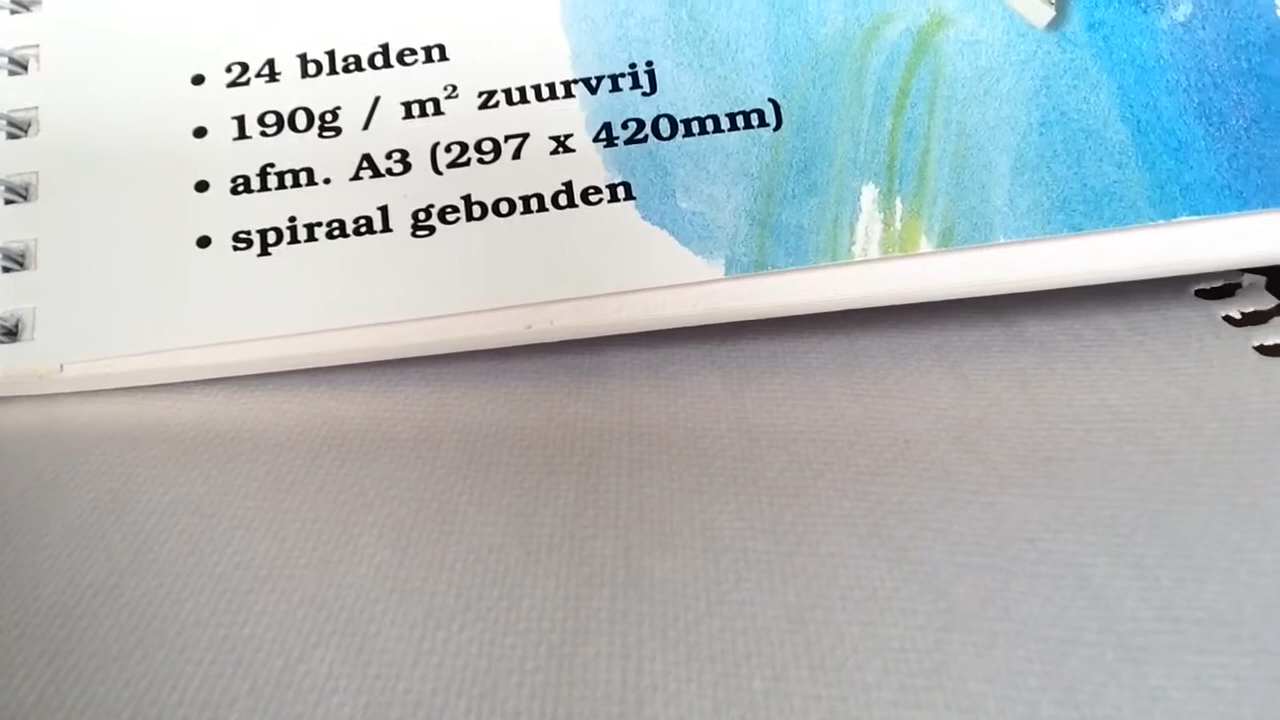 • 24 bladen
• 190g / m² zuurvrij
• afm. A3 (297 x 420mm)
• spiraal gebonden